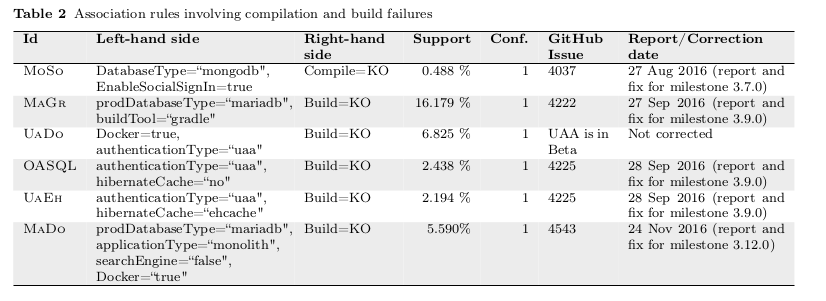 Table 2 Association rules involving compilation and build failures
Id Left-hand side Right-hand side Support Conf. GitHub Issue Report/Correction date
MoSo DatabaseType="mongodb", EnableSocialSignIn=true Compile=KO 0.488 % 1 4037 27 Aug 2016 (report and fix for milestone 3.7.0)
MaGr prodDatabaseType="mariadb", buildTool="gradle" Build=KO 16.179 % 1 4222 27 Sep 2016 (report and fix for milestone 3.9.0)
UaDo Docker=true, authenticationType="uaa" Build=KO 6.825 % 1 UAA is in Beta Not corrected
OASQL authenticationType="uaa", hibernateCache="no" Build=KO 2.438 % 1 4225 28 Sep 2016 (report and fix for milestone 3.9.0)
UaEh authenticationType="uaa", hibernateCache="ehcache" Build=KO 2.194 % 1 4225 28 Sep 2016 (report and fix for milestone 3.9.0)
MaDo prodDatabaseType="mariadb", applicationType="monolith", searchEngine="false", Docker="true" Build=KO 5.590% 1 4543 24 Nov 2016 (report and fix for milestone 3.12.0)